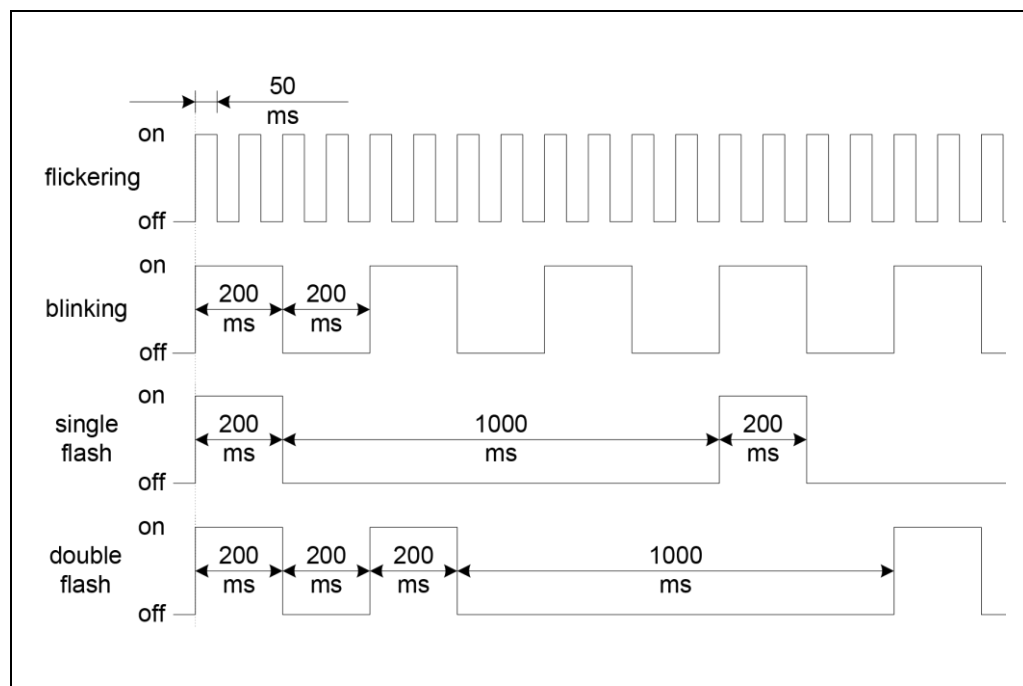 50
ms
on
flickering
off
on
blinking
200
ms
200
ms
off
on
single
flash
200
ms
1000
ms
200
ms
off
on
double
flash
200
ms
200
ms
200
ms
1000
ms
off